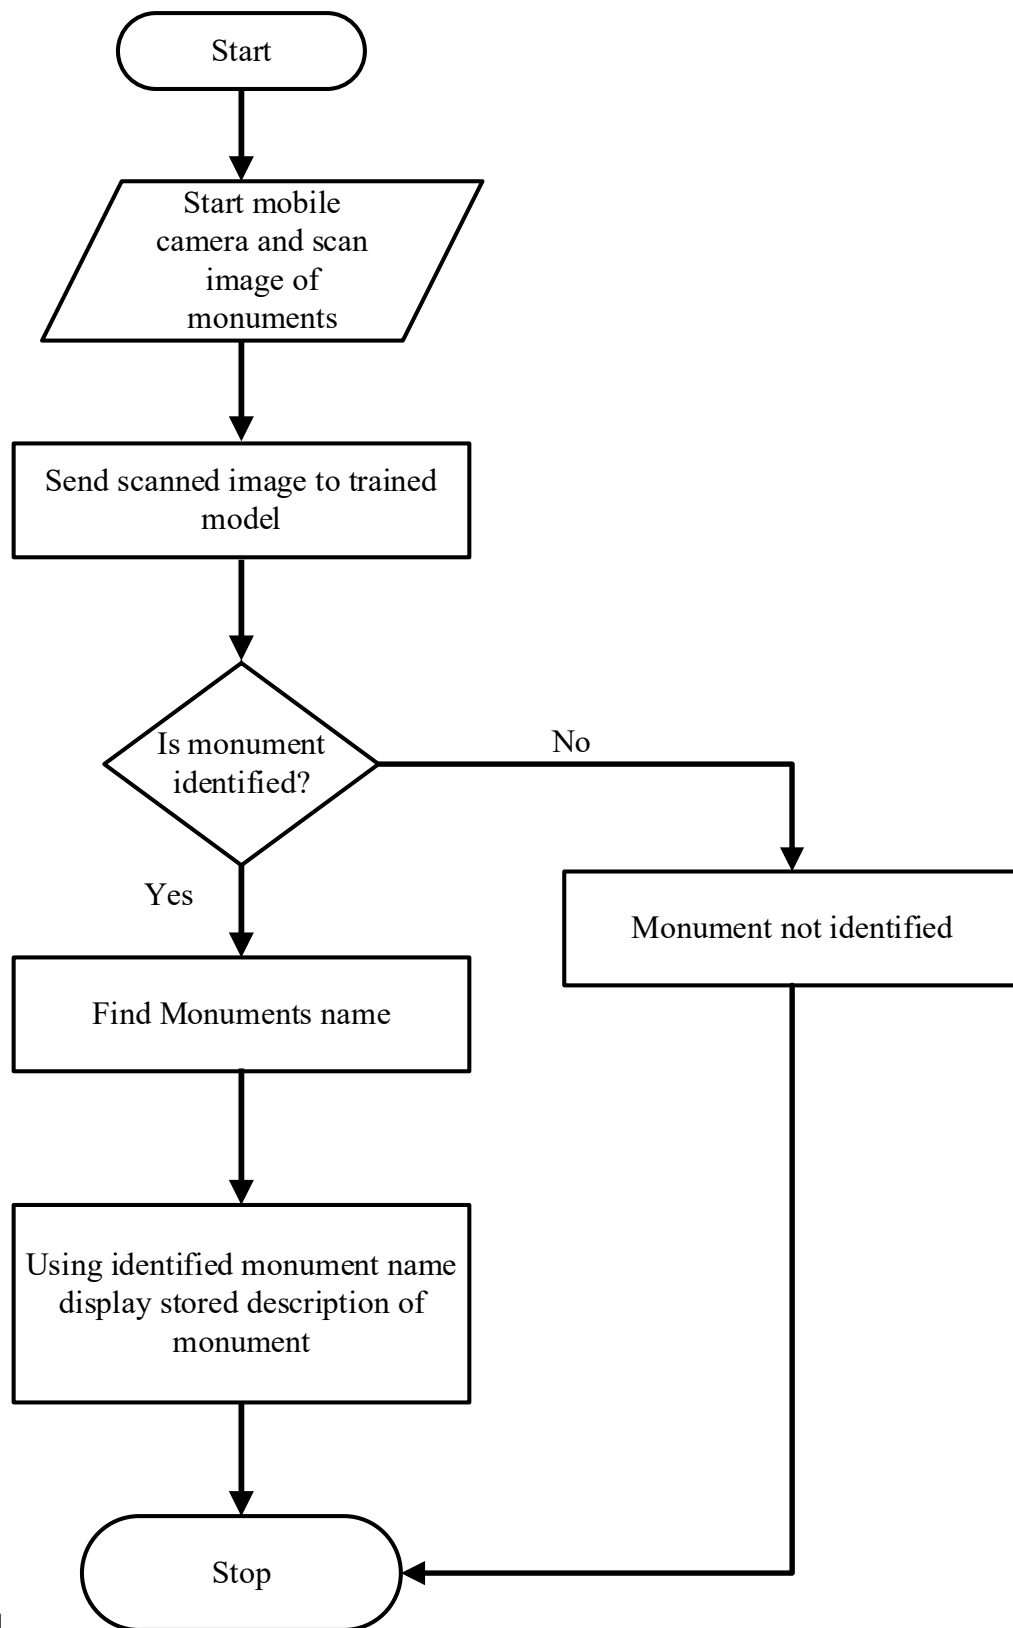 Start
Start mobile
camera and scan
image of
monuments
Send scanned image to trained
model
Is monument
identified?
No
Yes
Monument not identified
Find Monuments name
Using identified monument name
display stored description of
monument
Stop